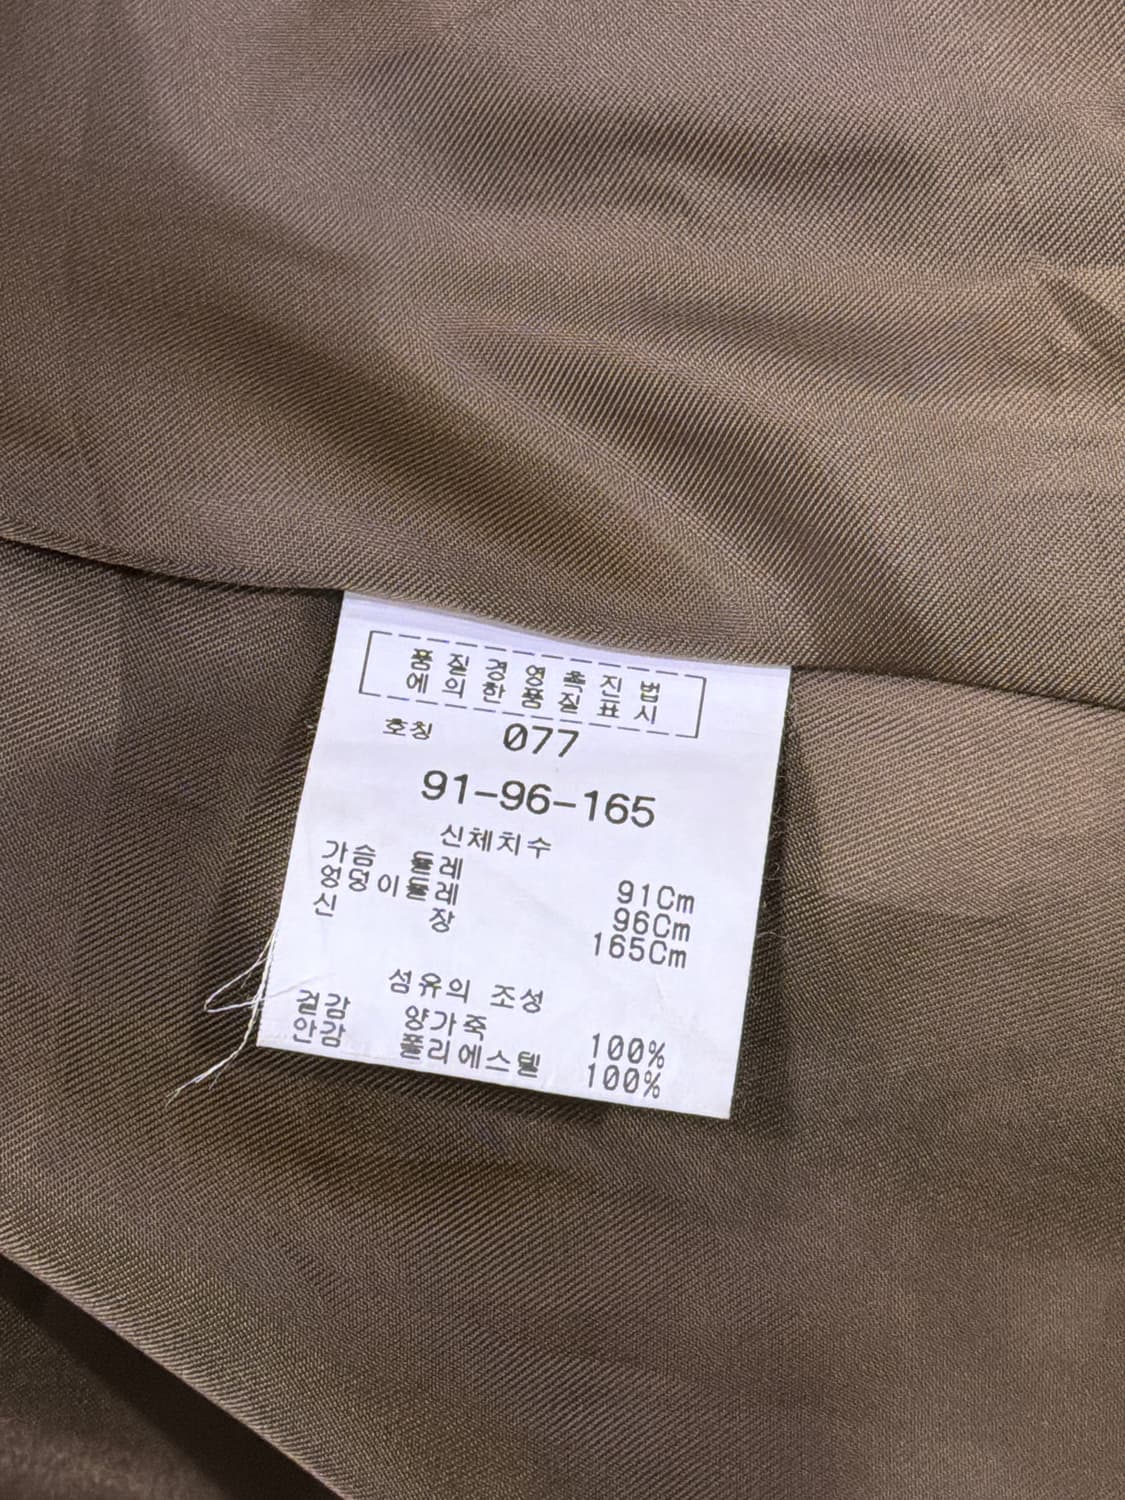 품질경영촉진법
에의한품질표시
호칭 077
91-96-165
신체치수
가슴 둘레 91Cm
엉덩이둘레 96Cm
신 장 165Cm
섬유의 조성
겉감 양가죽 100%
안감 폴리에스텔 100%